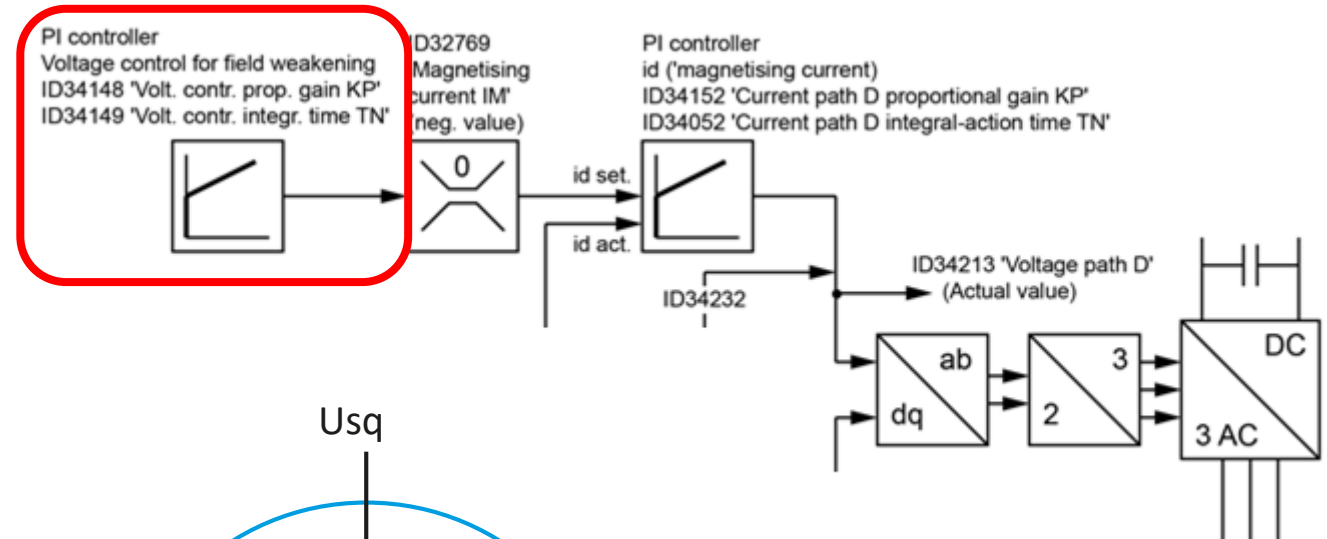 PI controller
Voltage control for field weakening
ID34148 'Volt. contr. prop. gain KP'
ID34149 'Volt. contr. integr. time TN'
ID32769
'Magnetising
current IM'
(neg. value)
0
PI controller
id ('magnetising current)
ID34152 'Current path D proportional gain KP'
ID34052 'Current path D integral-action time TN'
id set.
id act.
ID34232
ID34213 'Voltage path D'
(Actual value)
ab
dq
3
2
DC
3 AC
Usq